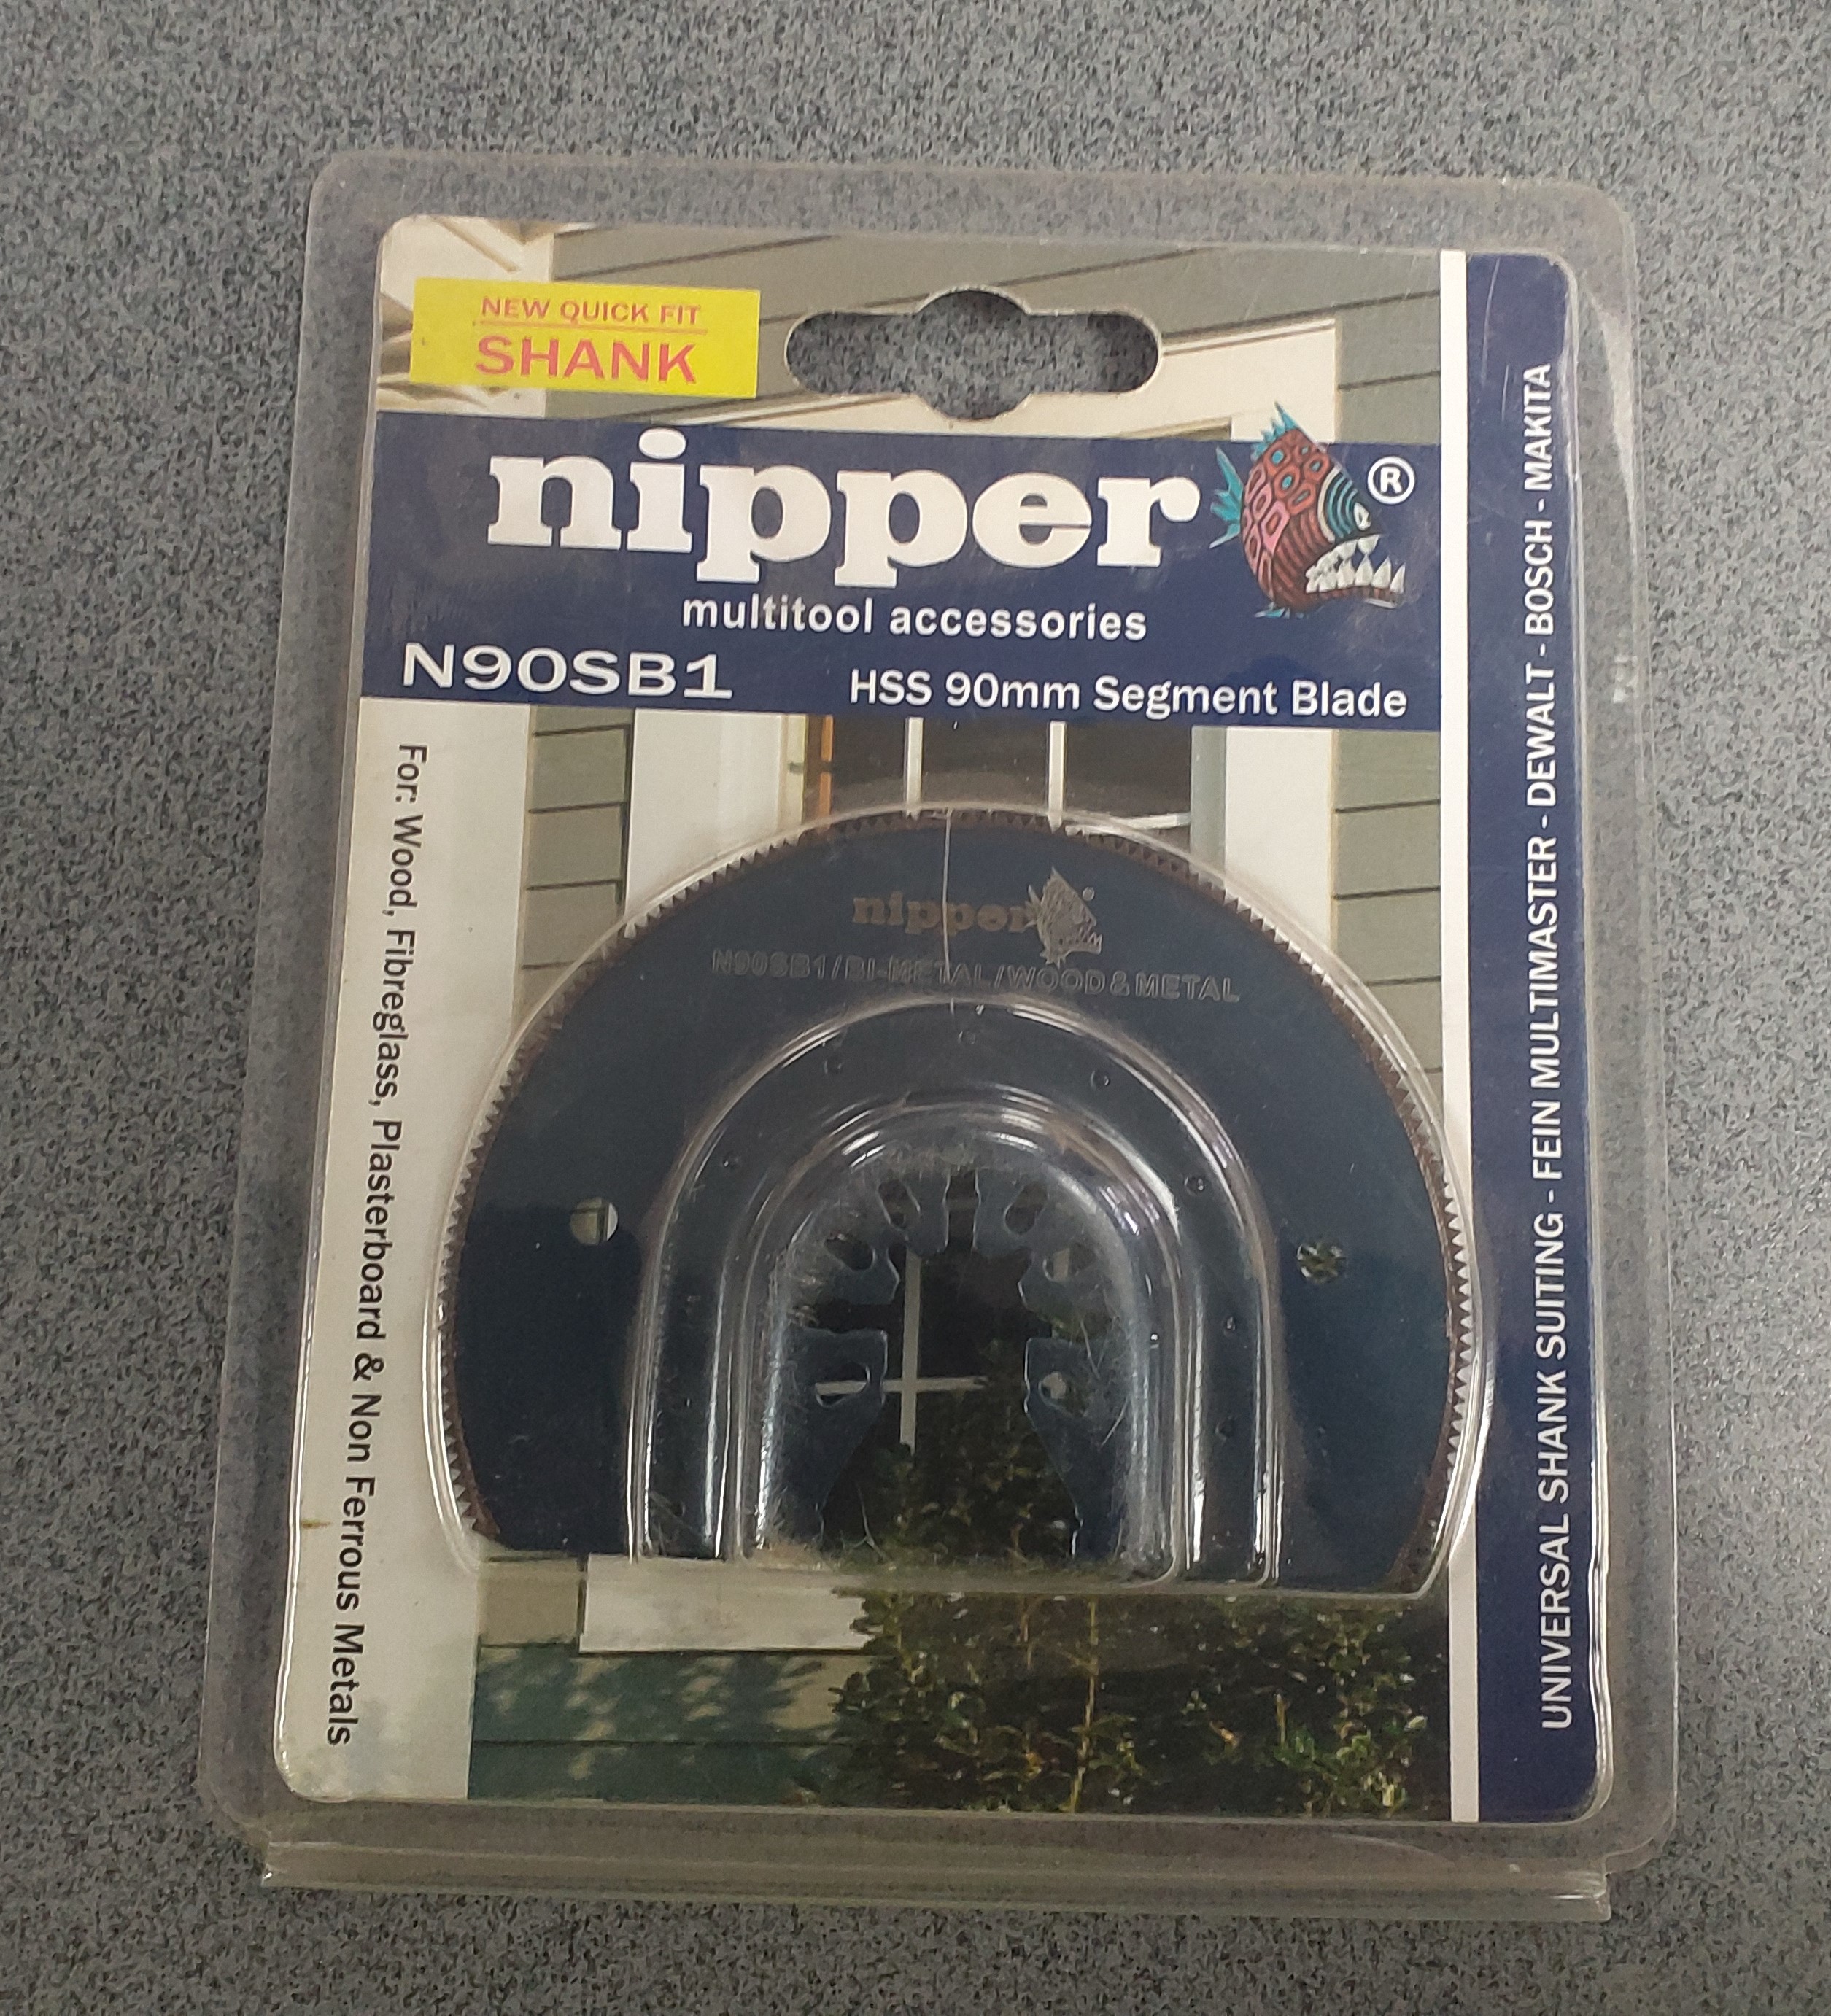 NEW QUICK FIT
SHANK
nipper ®
multitool accessories
N90SB1 HSS 90mm Segment Blade
For: Wood, Fibreglass, Plasterboard & Non Ferrous Metals
nipper ®
N90SB1/BI-METAL/WOOD&METAL
UNIVERSAL SHANK SUITING - FEIN MULTIMASTER - DEWALT - BOSCH - MAKITA